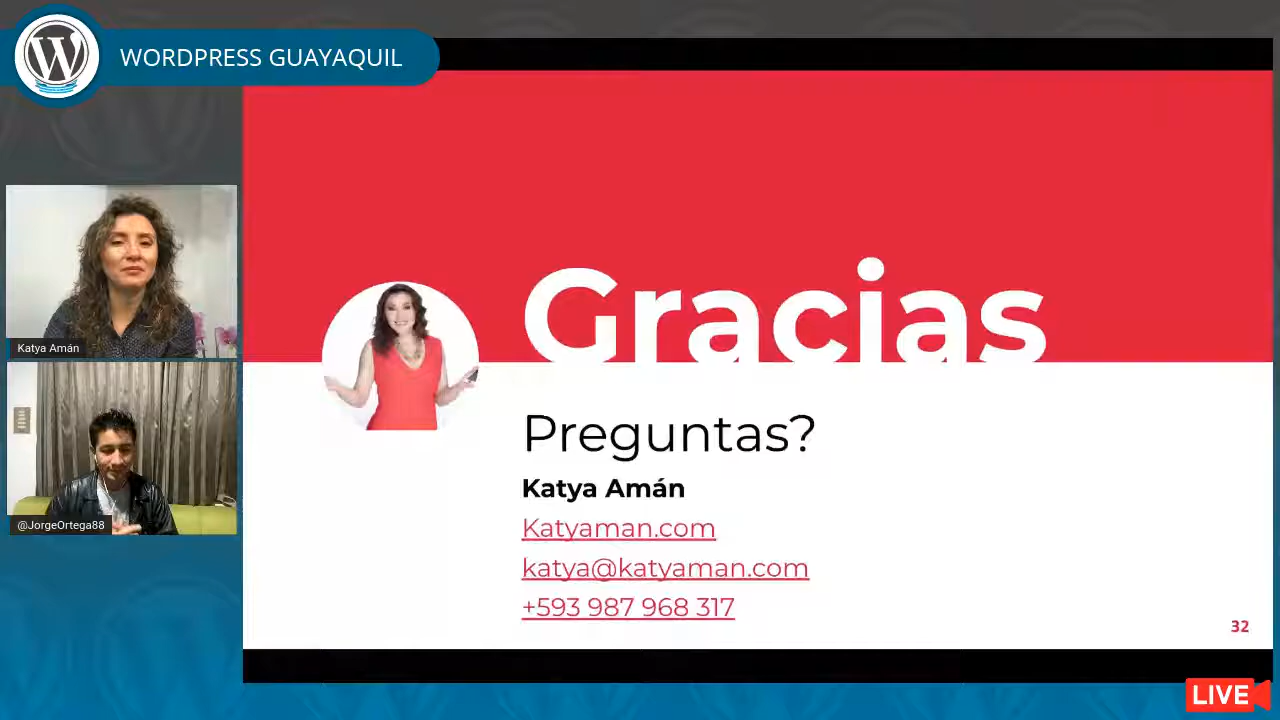 WORDPRESS GUAYAQUIL
Katya Amán
@JorgeOrtega88
Gracias
Preguntas?
Katya Amán
Katyaman.com
katya@katyaman.com
+593 987 968 317
32
LIVE